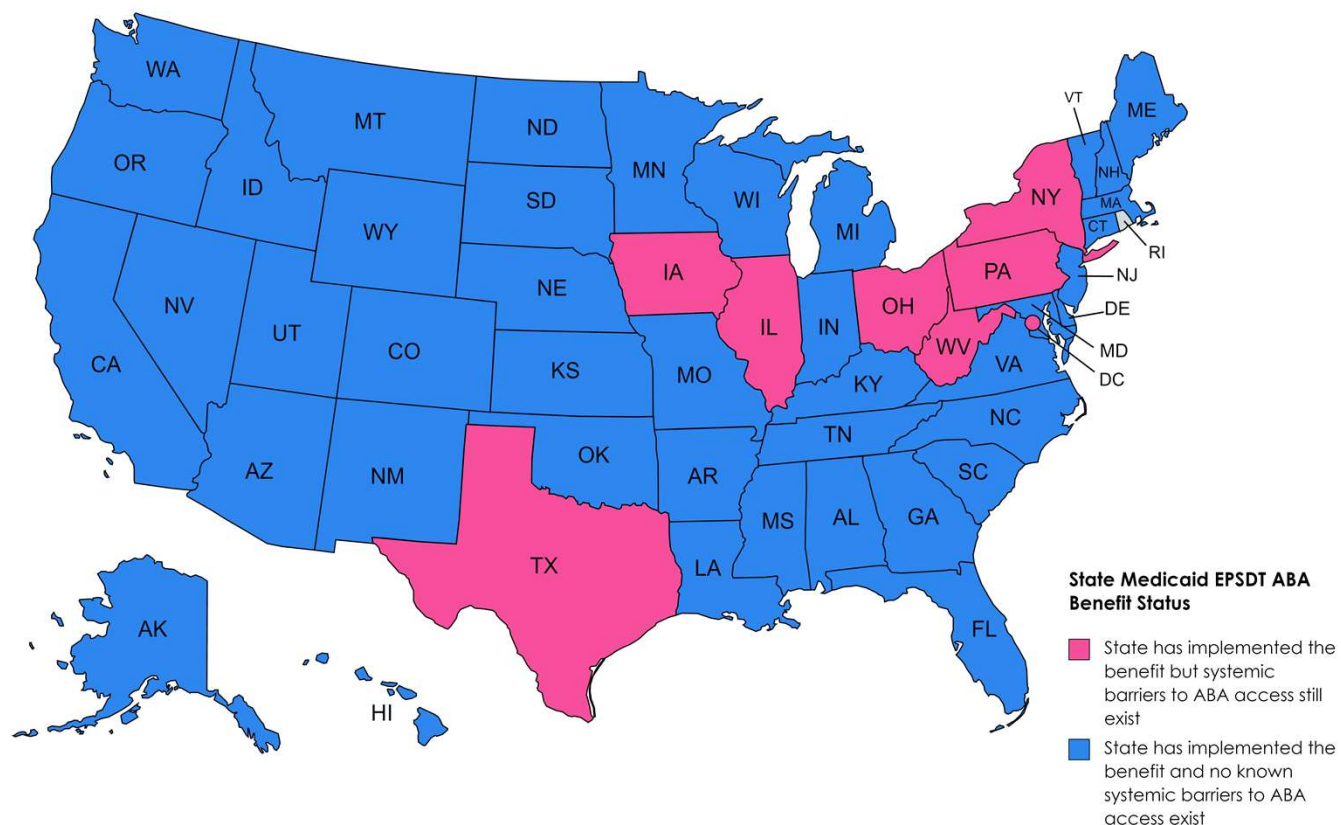 WA
MT
ND
MN
VT
ME
OR
ID
SD
WI
NH
NY
MA
WY
MI
CT
RI
IA
PA
NJ
NE
NV
OH
DE
IL
IN
UT
CO
WV
MD
CA
KS
MO
VA
KY
DC
NC
TN
OK
AZ
NM
AR
SC
MS
AL
GA
TX
LA
State Medicaid EPSDT ABA
Benefit Status
AK
FL
State has implemented the
benefit but systemic
barriers to ABA access still
exist
HI
State has implemented the
benefit and no known
systemic barriers to ABA
access exist